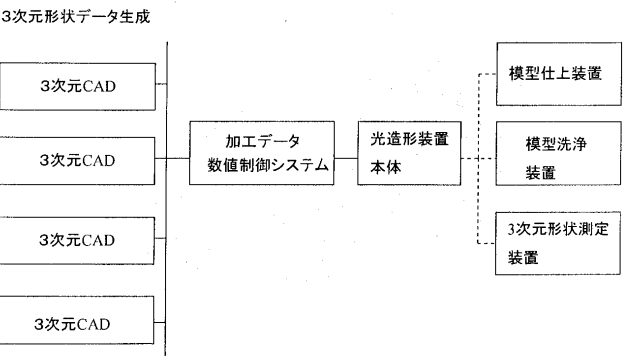 3次元形状データ生成
3次元CAD
3次元CAD
3次元CAD
3次元CAD
加工データ
数値制御システム
光造形装置
本体
模型仕上装置
模型洗浄
装置
3次元形状測定
装置